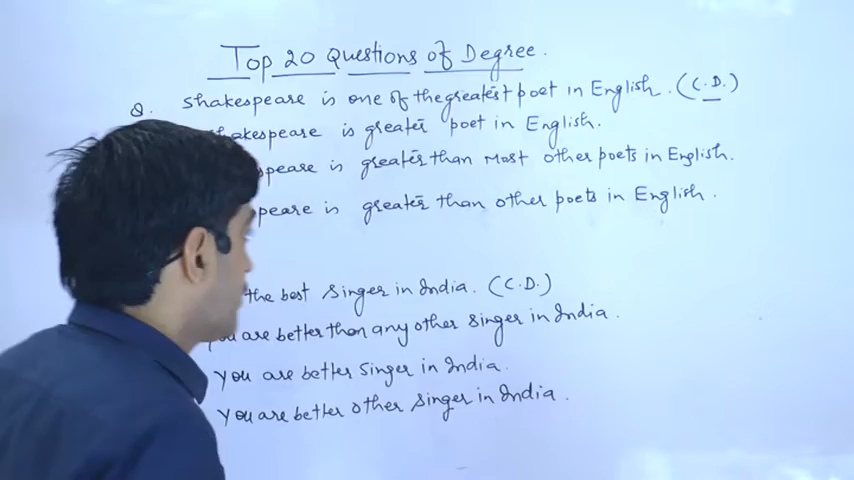 Top 20 Questions of Degree.
Q. Shakespeare is one of the greatest poet in English. (C.D.)
is greater poet in English.
is greater than most other poets in English.
is greater than other poets in English.
the best singer in India. (C.D.)
are better than any other singer in India.
You are better singer in India.
You are better other singer in India.